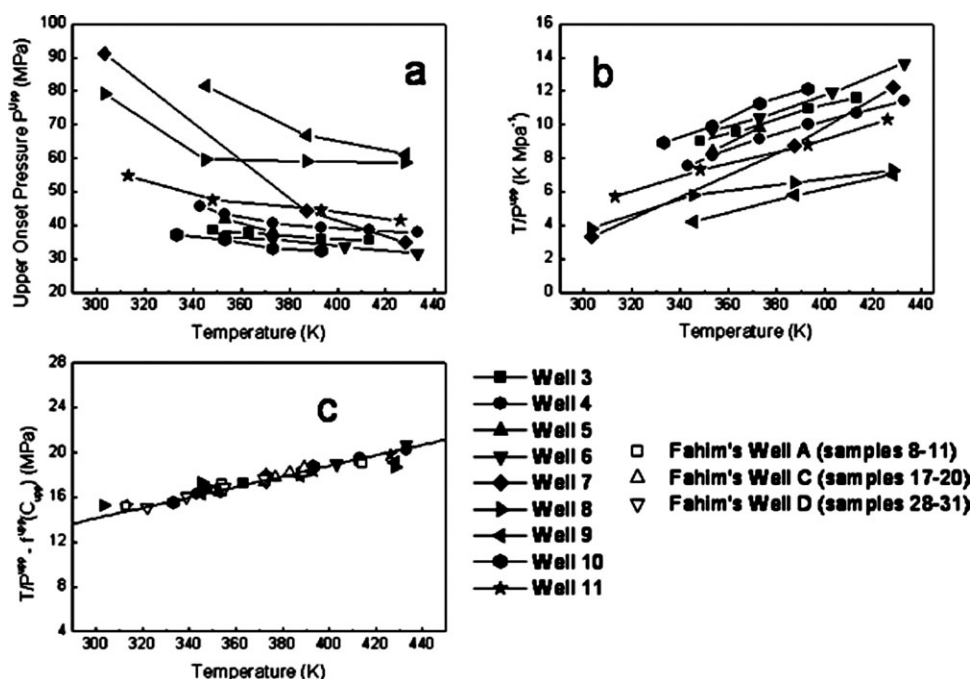 a
Upper Onset Pressure P^Upp (MPa)
100
90
80
70
60
50
40
30
20
300 320 340 360 380 400 420 440
Temperature (K)
b
T/P^upp (K Mpa^-1)
16
14
12
10
8
6
4
2
0
300 320 340 360 380 400 420 440
Temperature (K)
c
T/P^upp - f^upp(C_upp) (MPa)
28
24
20
16
12
8
4
300 320 340 360 380 400 420 440
Temperature (K)
Well 3
Well 4
Well 5
Well 6
Well 7
Well 8
Well 9
Well 10
Well 11
Fahim's Well A (samples 8-11)
Fahim's Well C (samples 17-20)
Fahim's Well D (samples 28-31)